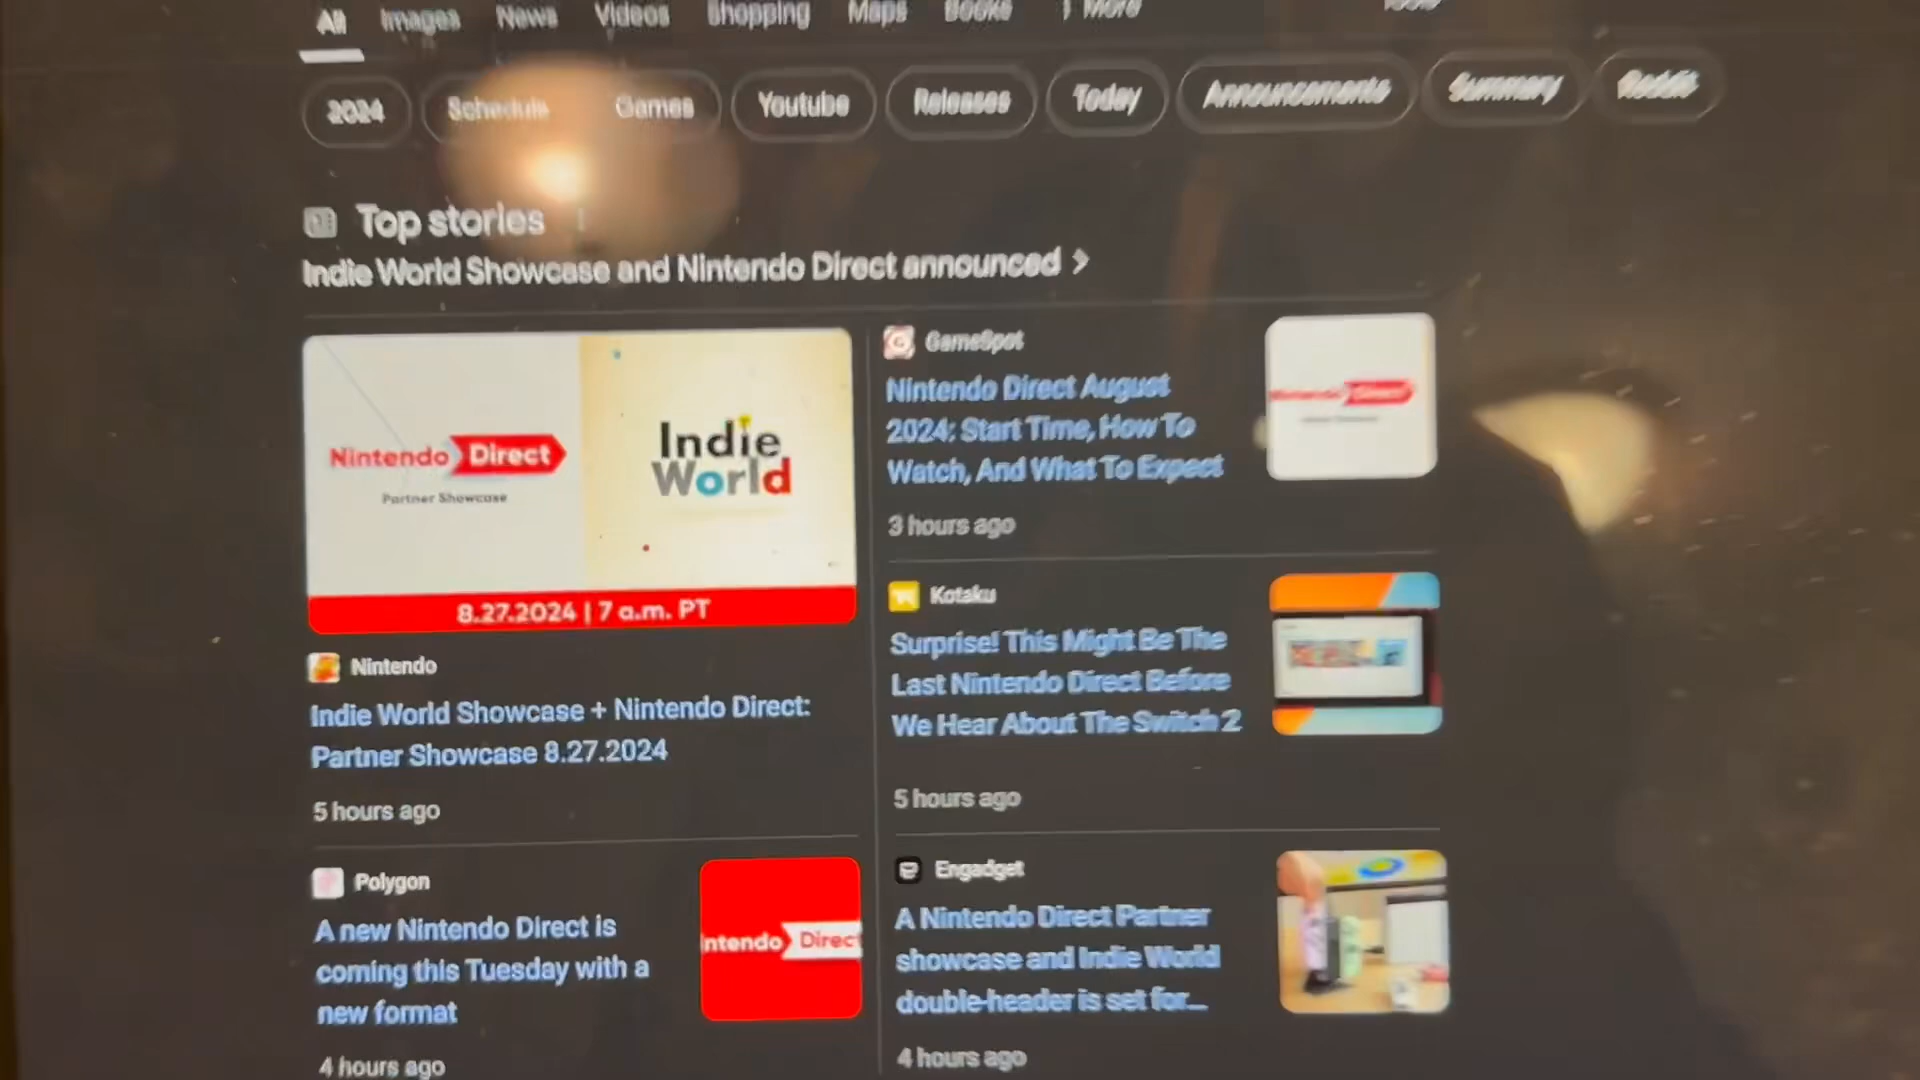 All Images News Videos Shopping Maps Books More
2024 Schedule Games Youtube Releases Today Announcements Summary Reddit
Top stories
Indie World Showcase and Nintendo Direct announced >
Nintendo Direct
Partner Showcase
Indie
World
8.27.2024 | 7 a.m. PT
Nintendo
Indie World Showcase + Nintendo Direct:
Partner Showcase 8.27.2024
5 hours ago
Polygon
A new Nintendo Direct is
coming this Tuesday with a
new format
4 hours ago
intendo Direct
GameSpot
Nintendo Direct August
2024: Start Time, How To
Watch, And What To Expect
3 hours ago
Nintendo Direct
Kotaku
Surprise! This Might Be The
Last Nintendo Direct Before
We Hear About The Switch 2
5 hours ago
Engadget
A Nintendo Direct Partner
showcase and Indie World
double-header is set for...
4 hours ago